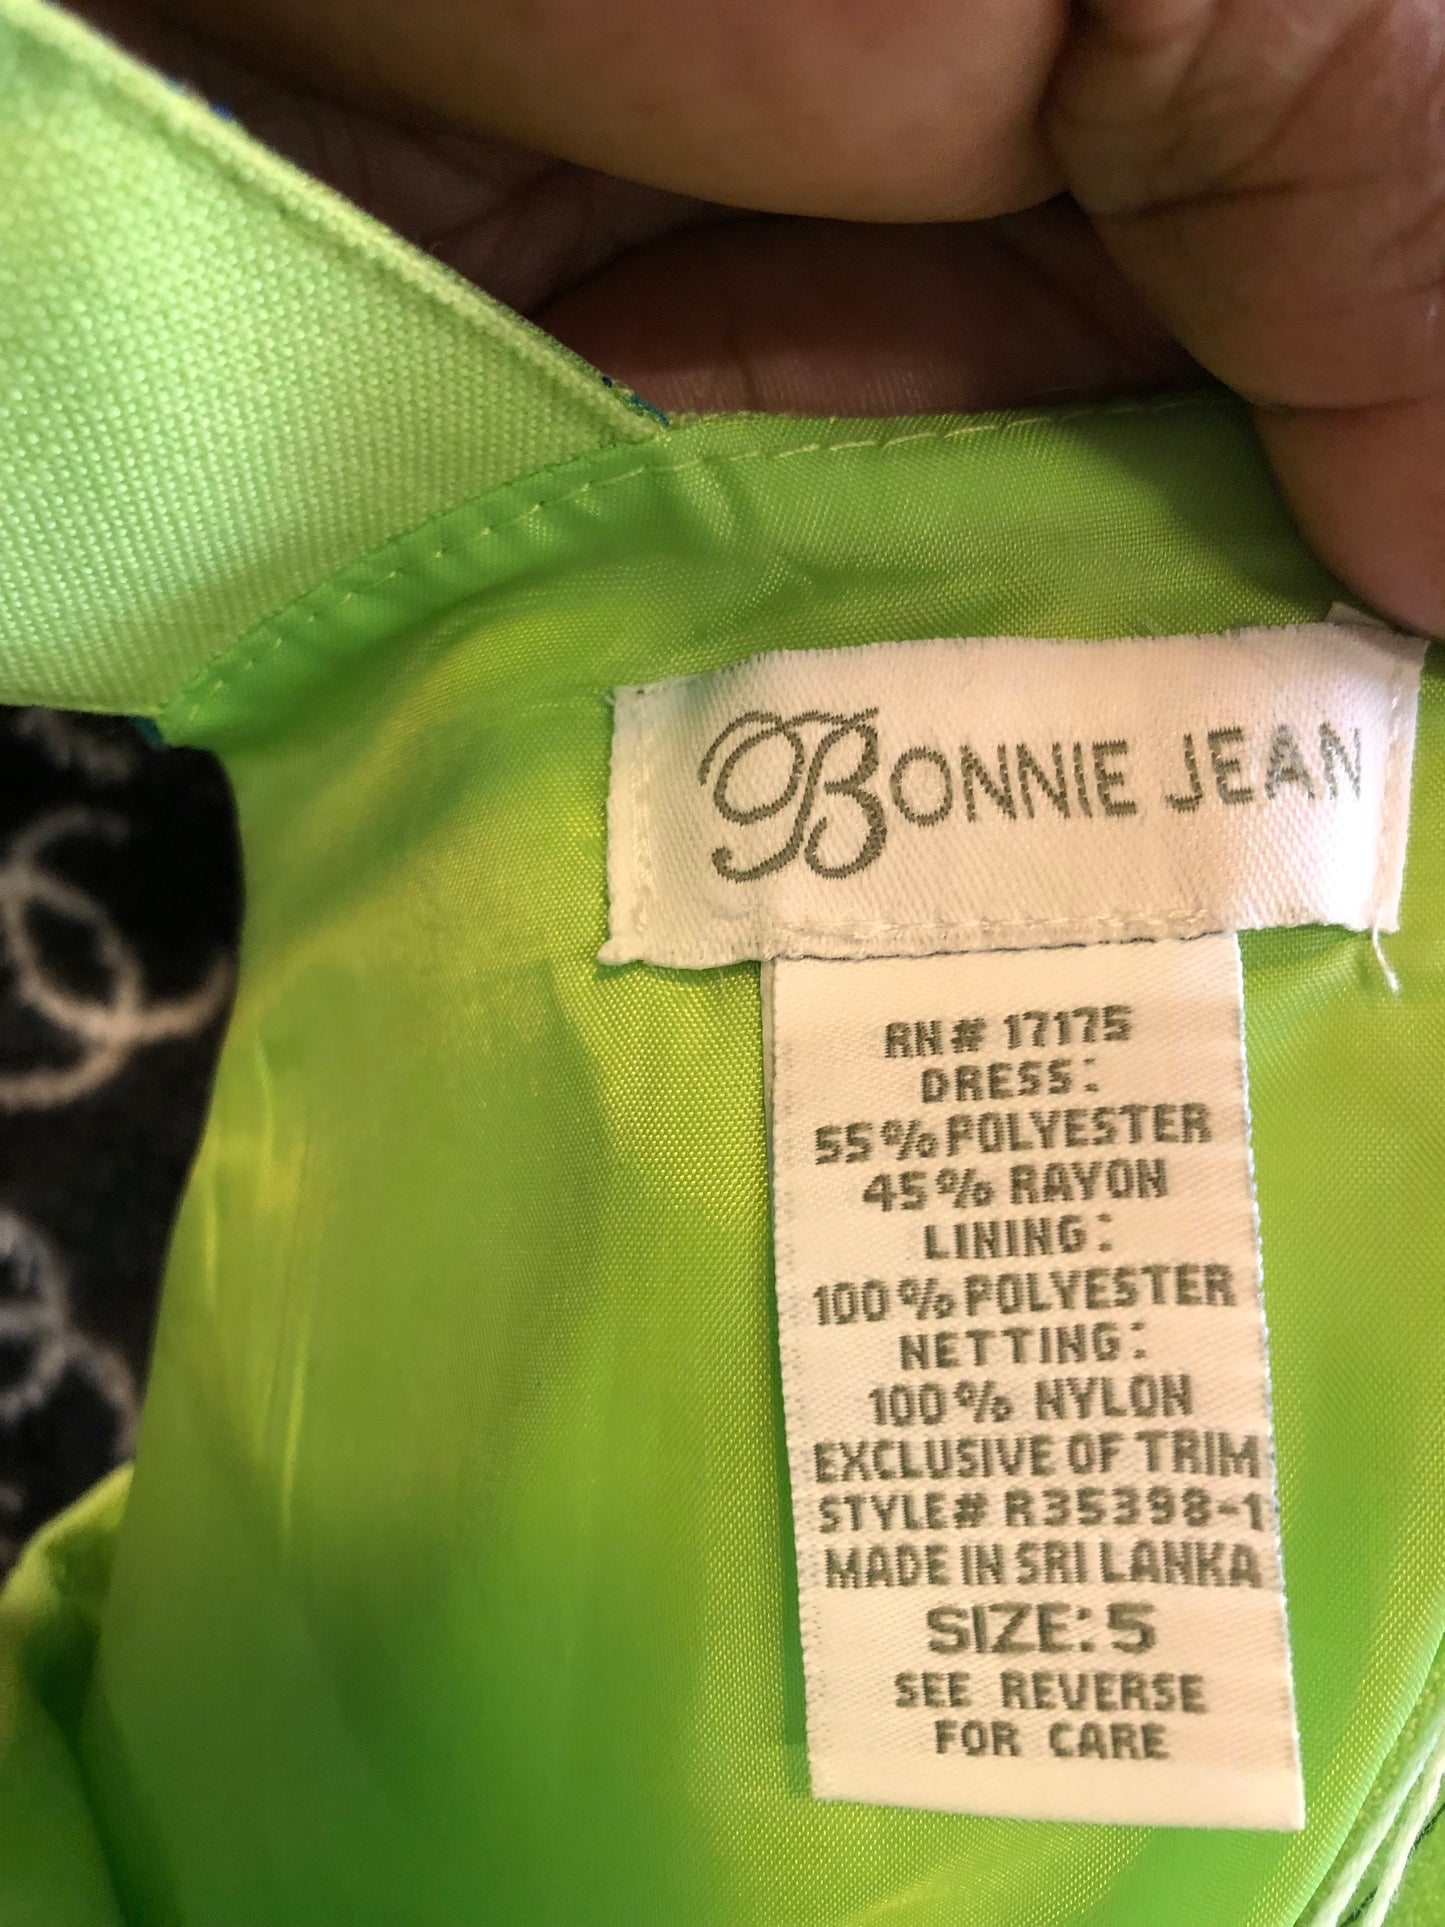 BONNIE JEAN
RN# 17175
DRESS:
55% POLYESTER
45% RAYON
LINING:
100% POLYESTER
NETTING:
100% NYLON
EXCLUSIVE OF TRIM
STYLE# R35398-1
MADE IN SRI LANKA
SIZE: 5
SEE REVERSE
FOR CARE